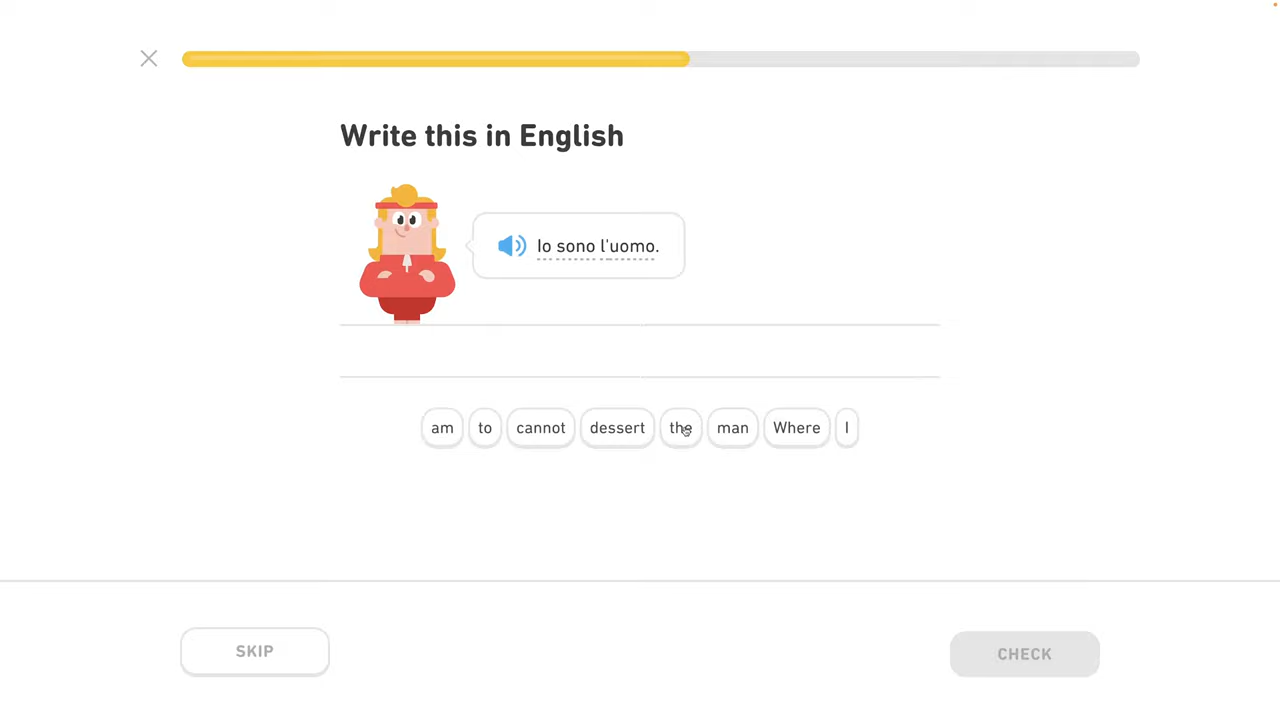 Write this in English
Io sono l'uomo.
am to cannot dessert the man Where I
SKIP CHECK